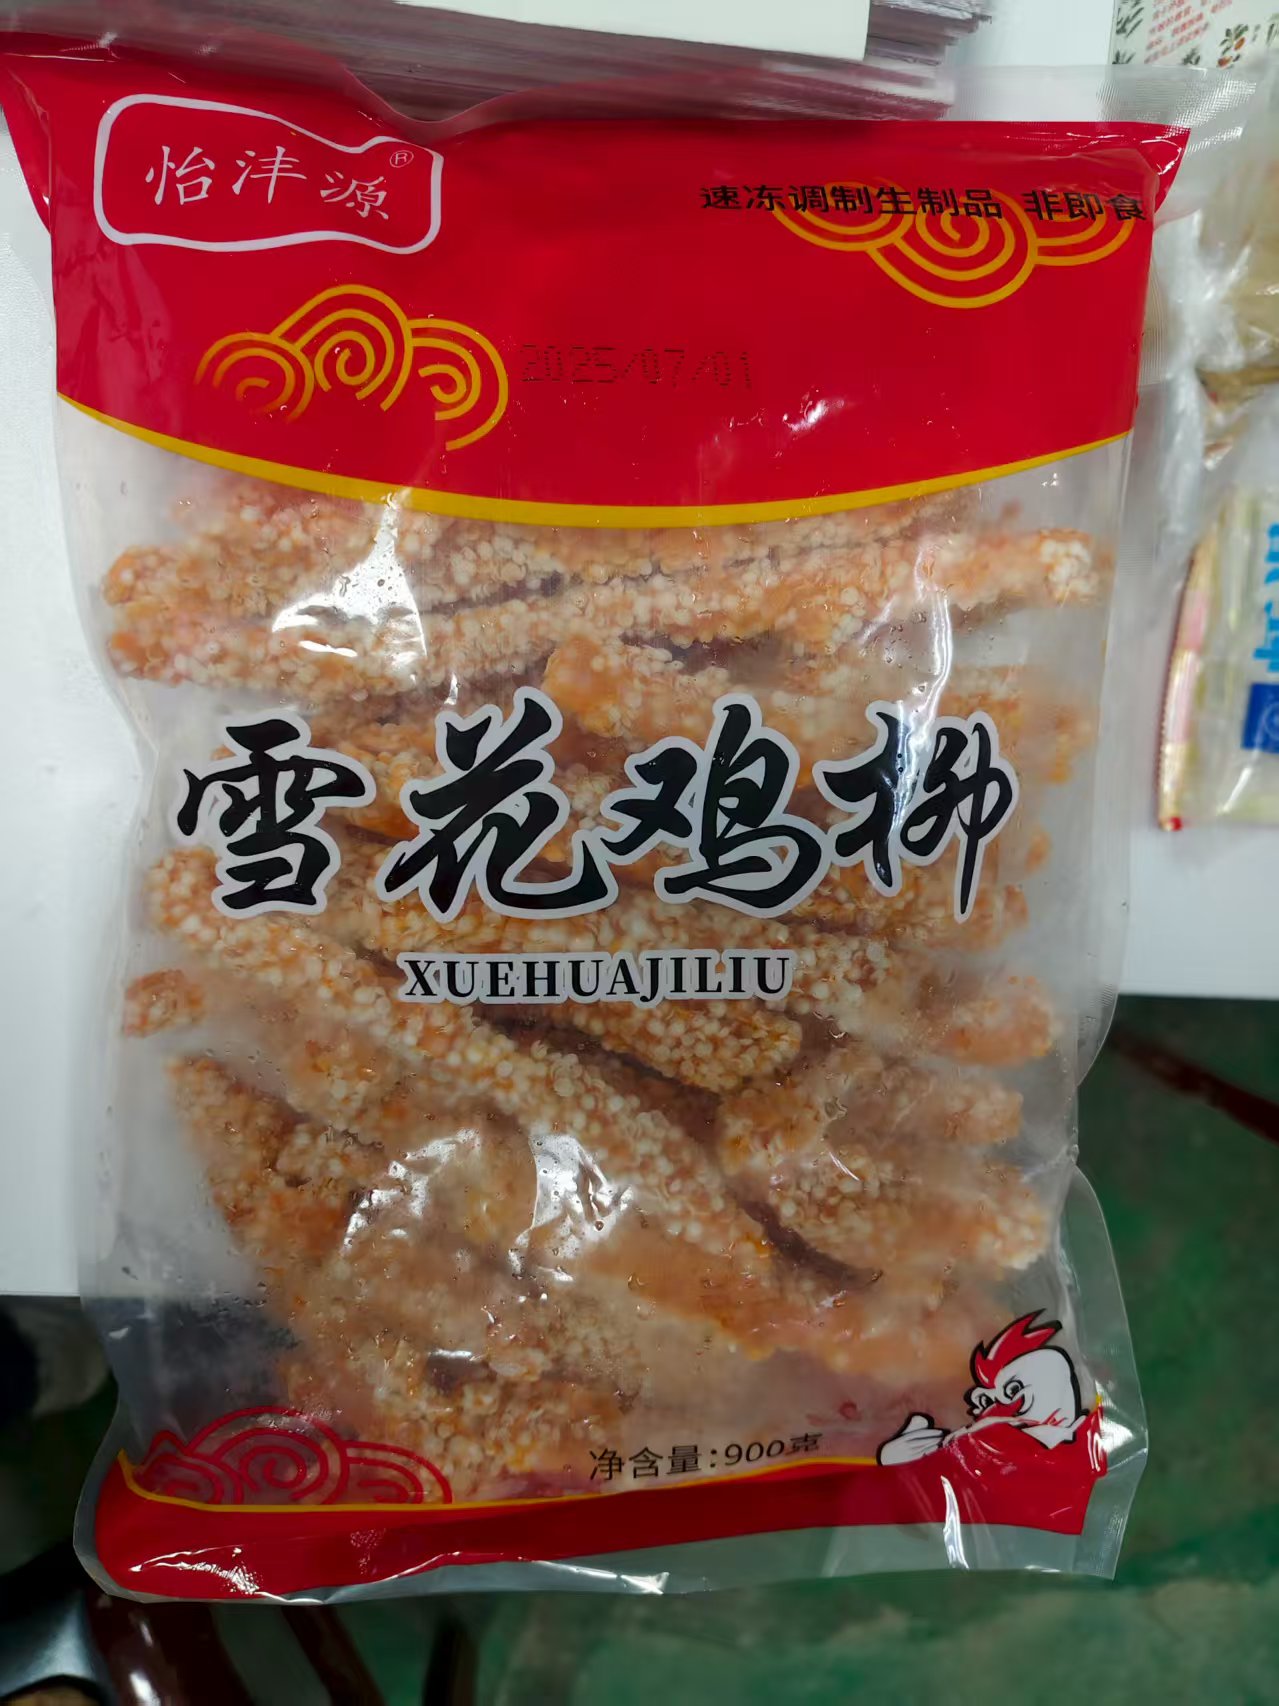 怡沣源®
速冻调制生制品 非即食
2025/07/01
雪花鸡柳
XUEHUAJILIU
净含量:900克